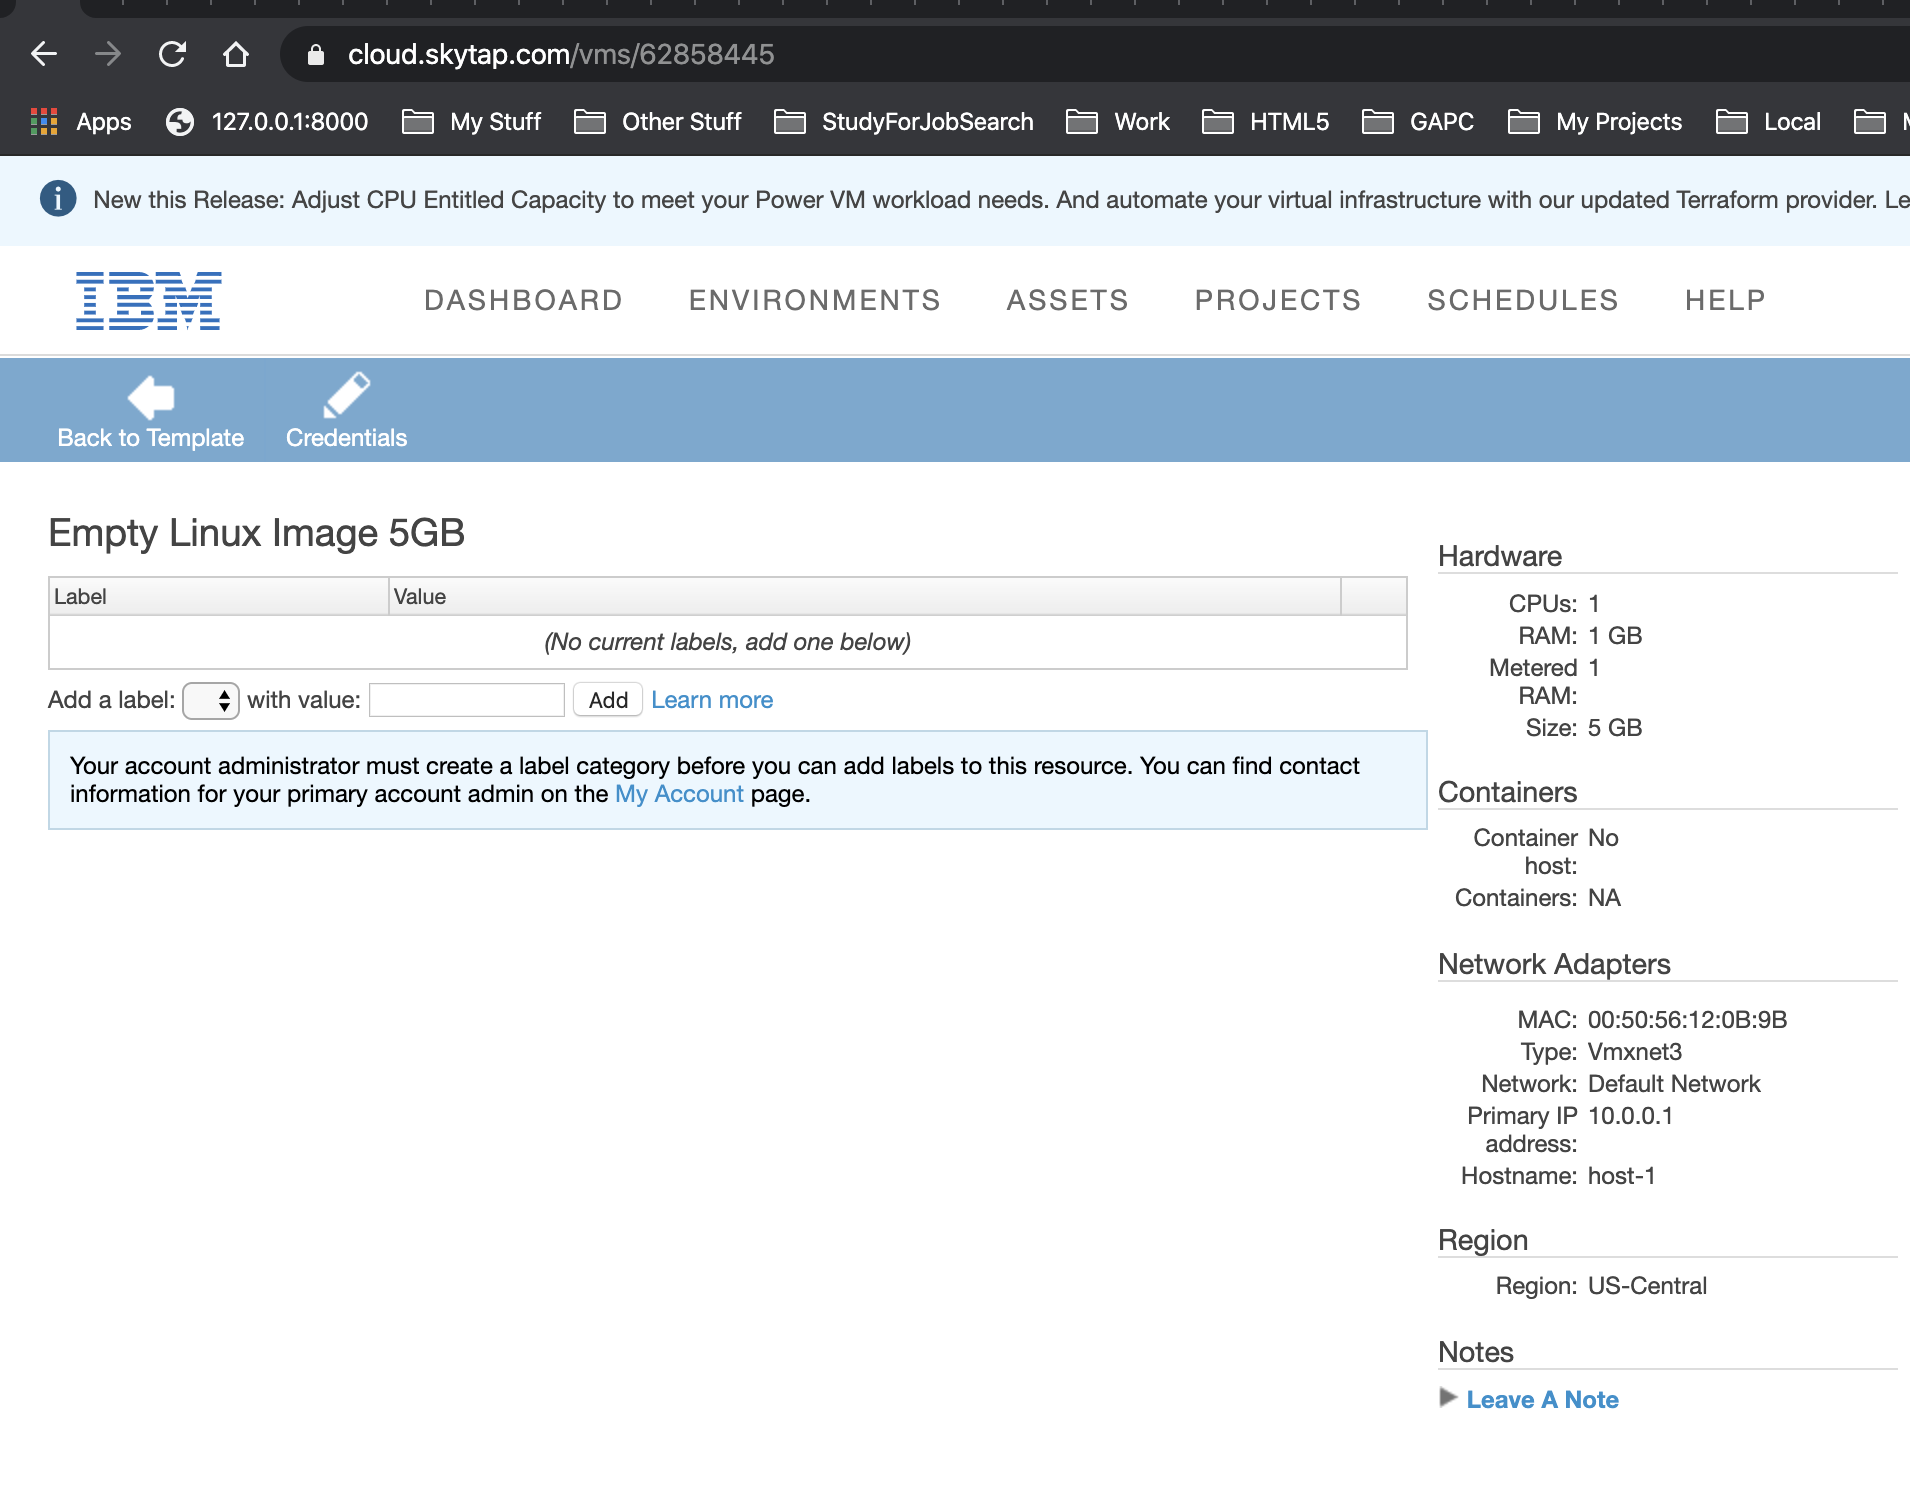 cloud.skytap.com/vms/62858445
Apps 127.0.0.1:8000 My Stuff Other Stuff StudyForJobSearch Work HTML5 GAPC My Projects Local
New this Release: Adjust CPU Entitled Capacity to meet your Power VM workload needs. And automate your virtual infrastructure with our updated Terraform provider. Le
IBM DASHBOARD ENVIRONMENTS ASSETS PROJECTS SCHEDULES HELP
Back to Template Credentials
Empty Linux Image 5GB
Label Value
(No current labels, add one below)
Add a label: with value: Add Learn more
Your account administrator must create a label category before you can add labels to this resource. You can find contact
information for your primary account admin on the My Account page.
Hardware
CPUs: 1
RAM: 1 GB
Metered 1
RAM:
Size: 5 GB
Containers
Container No
host:
Containers: NA
Network Adapters
MAC: 00:50:56:12:0B:9B
Type: Vmxnet3
Network: Default Network
Primary IP 10.0.0.1
address:
Hostname: host-1
Region
Region: US-Central
Notes
Leave A Note